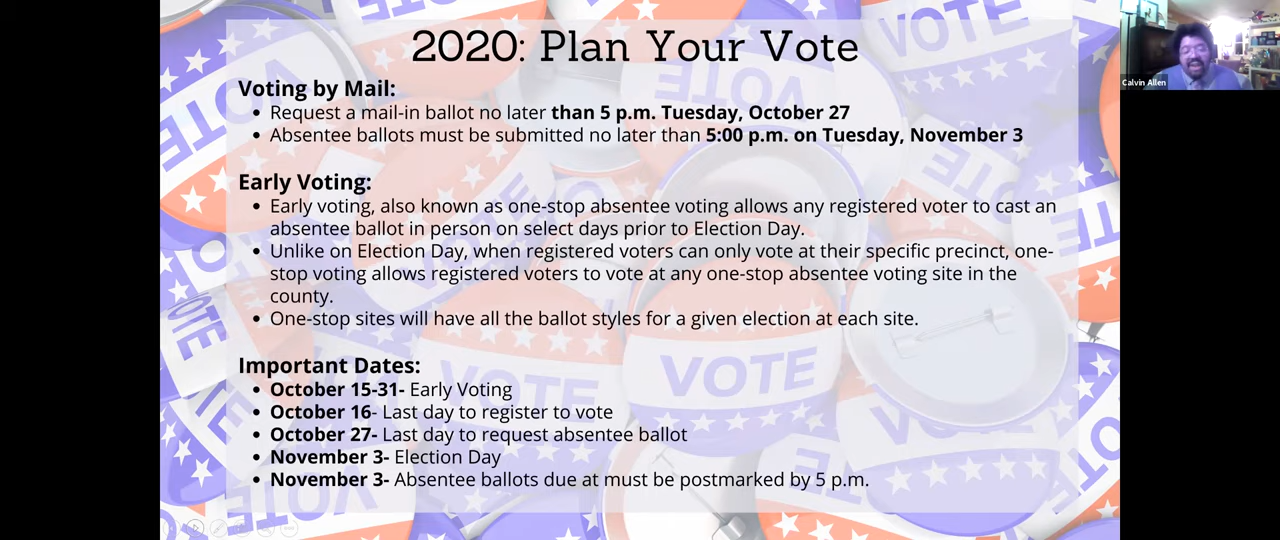 2020: Plan Your Vote
Voting by Mail:
• Request a mail-in ballot no later than 5 p.m. Tuesday, October 27
• Absentee ballots must be submitted no later than 5:00 p.m. on Tuesday, November 3
Early Voting:
• Early voting, also known as one-stop absentee voting allows any registered voter to cast an
absentee ballot in person on select days prior to Election Day.
• Unlike on Election Day, when registered voters can only vote at their specific precinct, one-
stop voting allows registered voters to vote at any one-stop absentee voting site in the
county.
• One-stop sites will have all the ballot styles for a given election at each site.
Important Dates:
• October 15-31- Early Voting
• October 16- Last day to register to vote
• October 27- Last day to request absentee ballot
• November 3- Election Day
• November 3- Absentee ballots due at must be postmarked by 5 p.m.
Calvin Allen
VOTE
VOTE
VOTE
VOTE
VOTE
VOTE